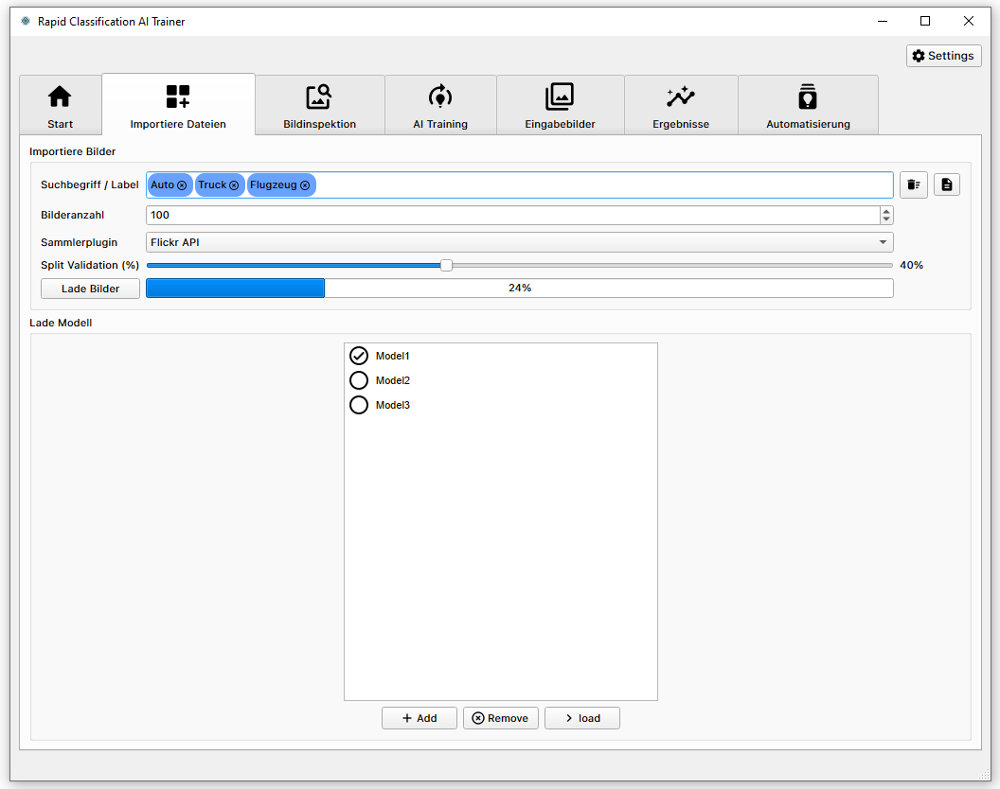 Rapid Classification AI Trainer
Settings
Start
Importiere Dateien
Bildinspektion
AI Training
Eingabebilder
Ergebnisse
Automatisierung
Importiere Bilder
Suchbegriff / Label
Auto
Truck
Flugzeug
Bilderanzahl
100
Sammlerplugin
Flickr API
Split Validation (%)
40%
Lade Bilder
24%
Lade Modell
Model1
Model2
Model3
Add
Remove
load